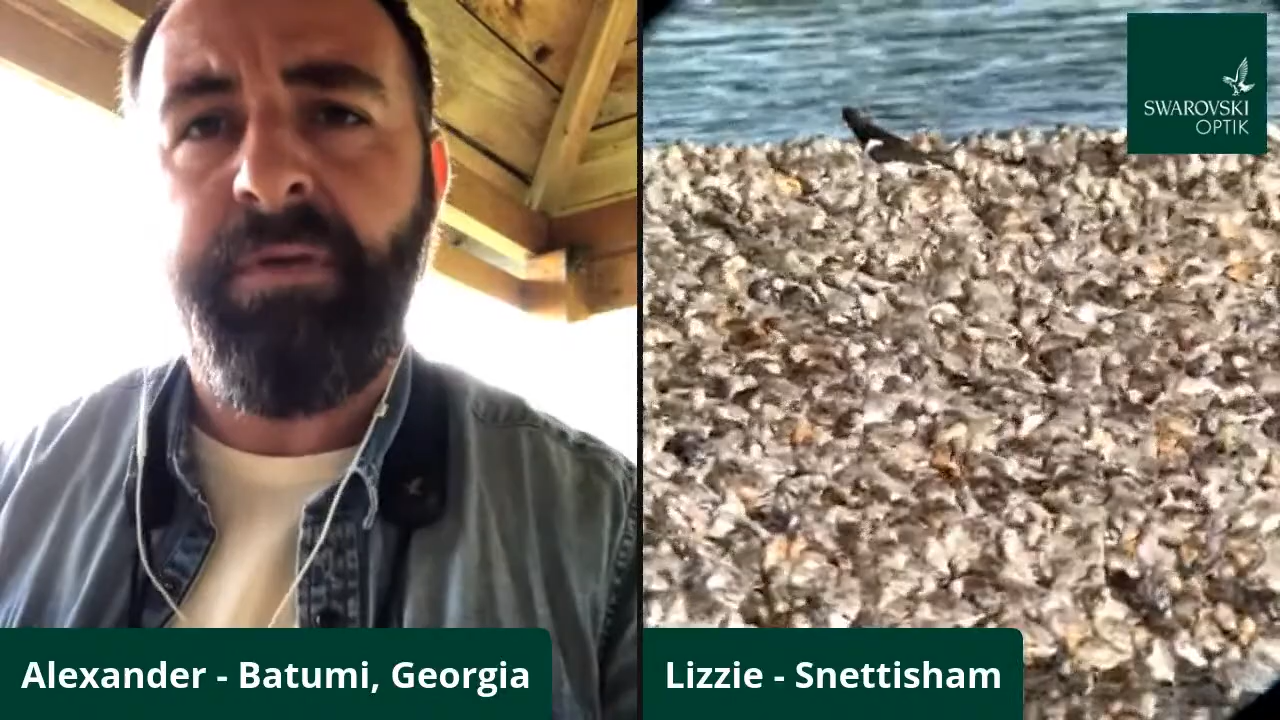 SWAROVSKI
OPTIK
Alexander - Batumi, Georgia
Lizzie - Snettisham